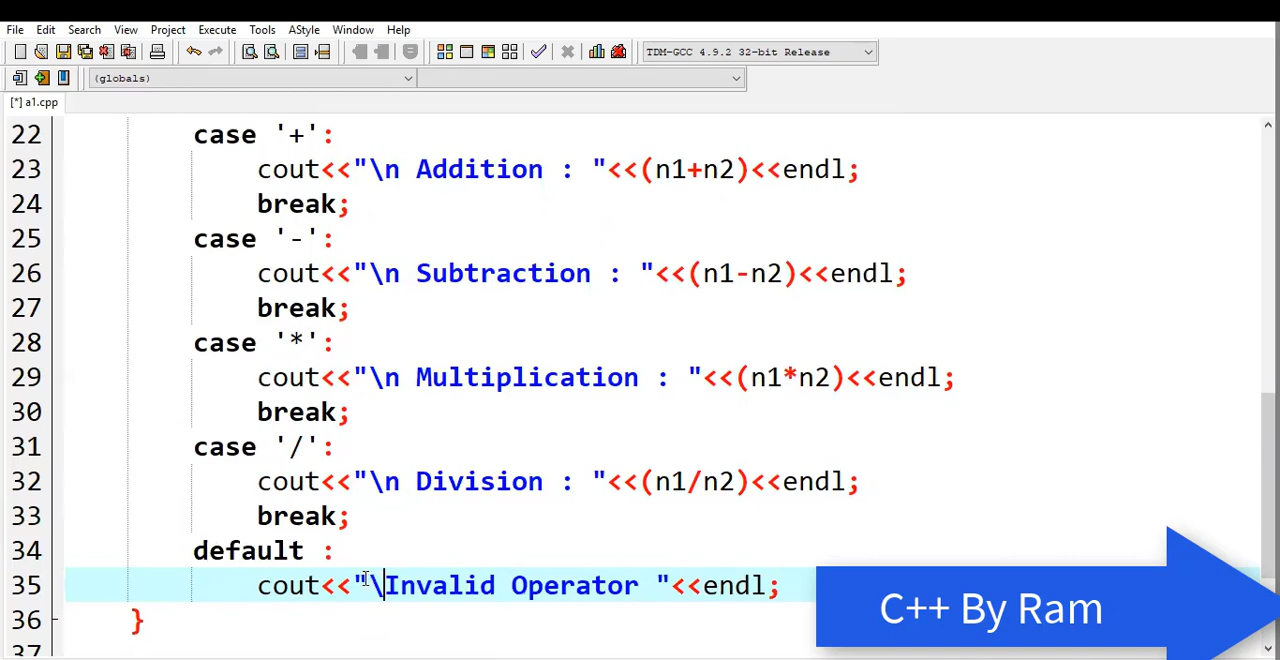 File Edit Search View Project Execute Tools AStyle Window Help
TDM-GCC 4.9.2 32-bit Release
(globals)
[*] a1.cpp
22 case '+':
23 cout<<"\n Addition : "<<(n1+n2)<<endl;
24 break;
25 case '-':
26 cout<<"\n Subtraction : "<<(n1-n2)<<endl;
27 break;
28 case '*':
29 cout<<"\n Multiplication : "<<(n1*n2)<<endl;
30 break;
31 case '/':
32 cout<<"\n Division : "<<(n1/n2)<<endl;
33 break;
34 default :
35 cout<<"\Invalid Operator "<<endl;
36 }
37
C++ By Ram